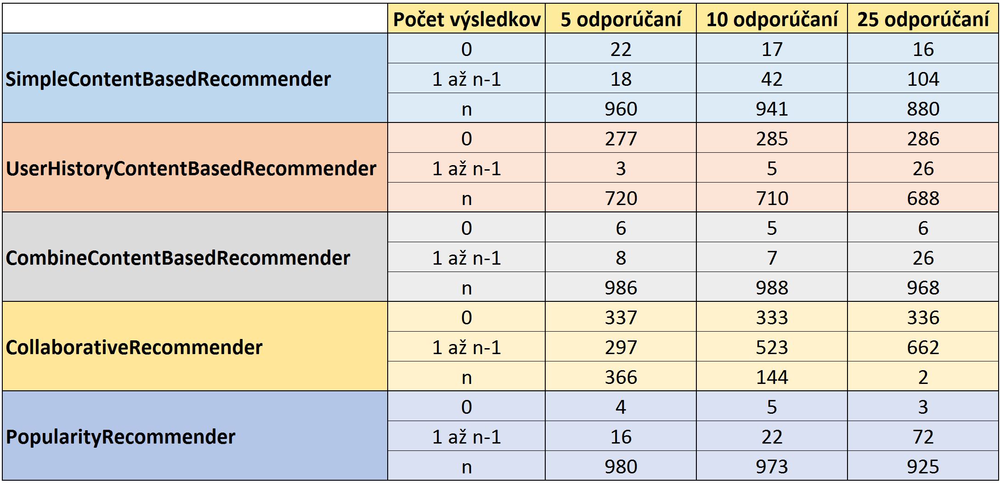 Počet výsledkov 5 odporúčaní 10 odporúčaní 25 odporúčaní
SimpleContentBasedRecommender
0 22 17 16
1 až n-1 18 42 104
n 960 941 880
UserHistoryContentBasedRecommender
0 277 285 286
1 až n-1 3 5 26
n 720 710 688
CombineContentBasedRecommender
0 6 5 6
1 až n-1 8 7 26
n 986 988 968
CollaborativeRecommender
0 337 333 336
1 až n-1 297 523 662
n 366 144 2
PopularityRecommender
0 4 5 3
1 až n-1 16 22 72
n 980 973 925